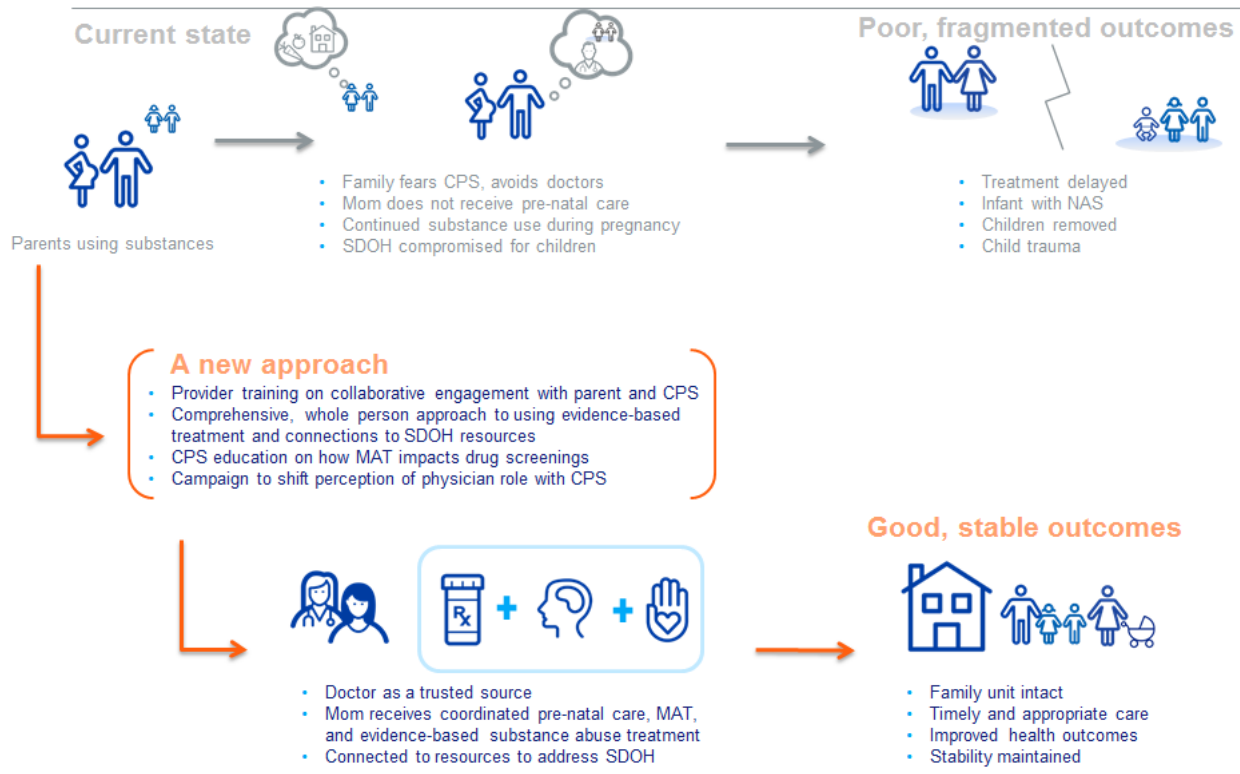 Current state
Poor, fragmented outcomes
Parents using substances
• Family fears CPS, avoids doctors
• Mom does not receive pre-natal care
• Continued substance use during pregnancy
• SDOH compromised for children
• Treatment delayed
• Infant with NAS
• Children removed
• Child trauma
A new approach
• Provider training on collaborative engagement with parent and CPS
• Comprehensive, whole person approach to using evidence-based
treatment and connections to SDOH resources
• CPS education on how MAT impacts drug screenings
• Campaign to shift perception of physician role with CPS
Rx
+ +
• Doctor as a trusted source
• Mom receives coordinated pre-natal care, MAT,
and evidence-based substance abuse treatment
• Connected to resources to address SDOH
Good, stable outcomes
• Family unit intact
• Timely and appropriate care
• Improved health outcomes
• Stability maintained